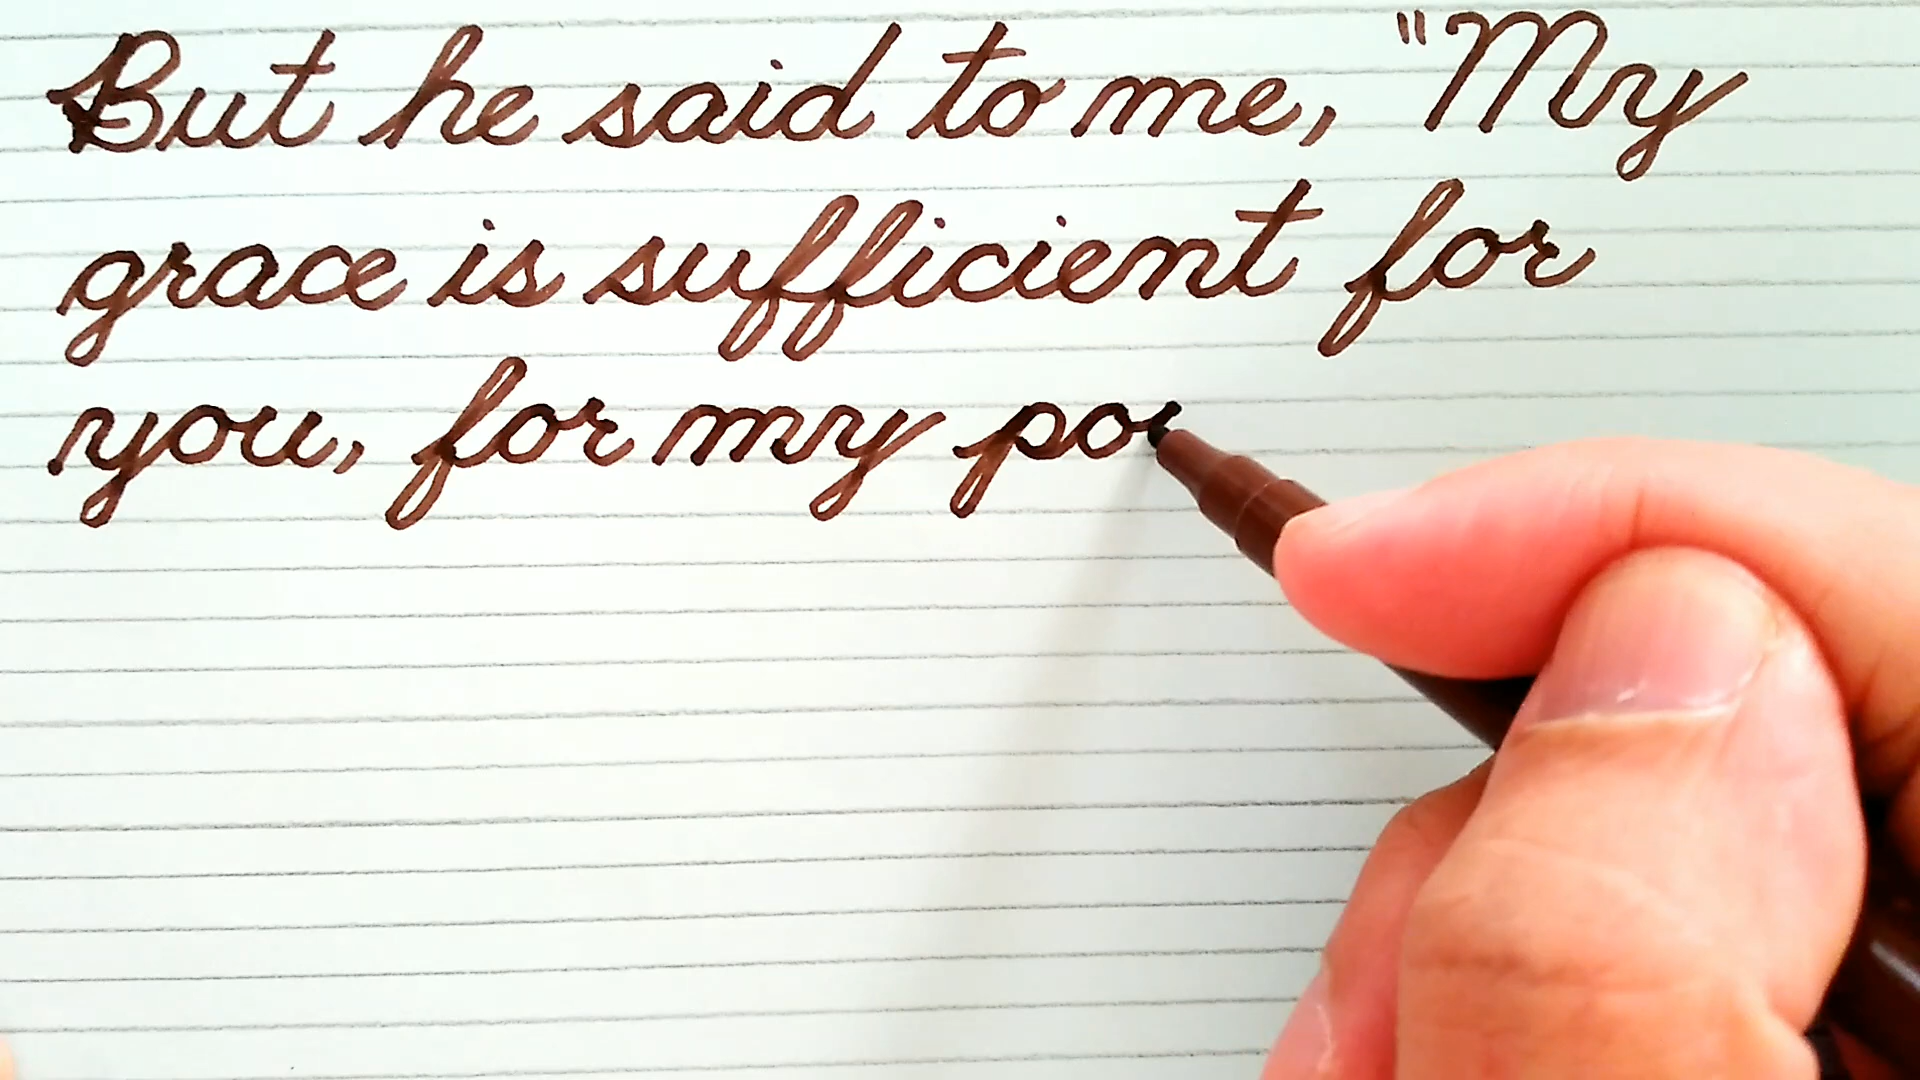 But he said to me, "My
grace is sufficient for
you, for my po